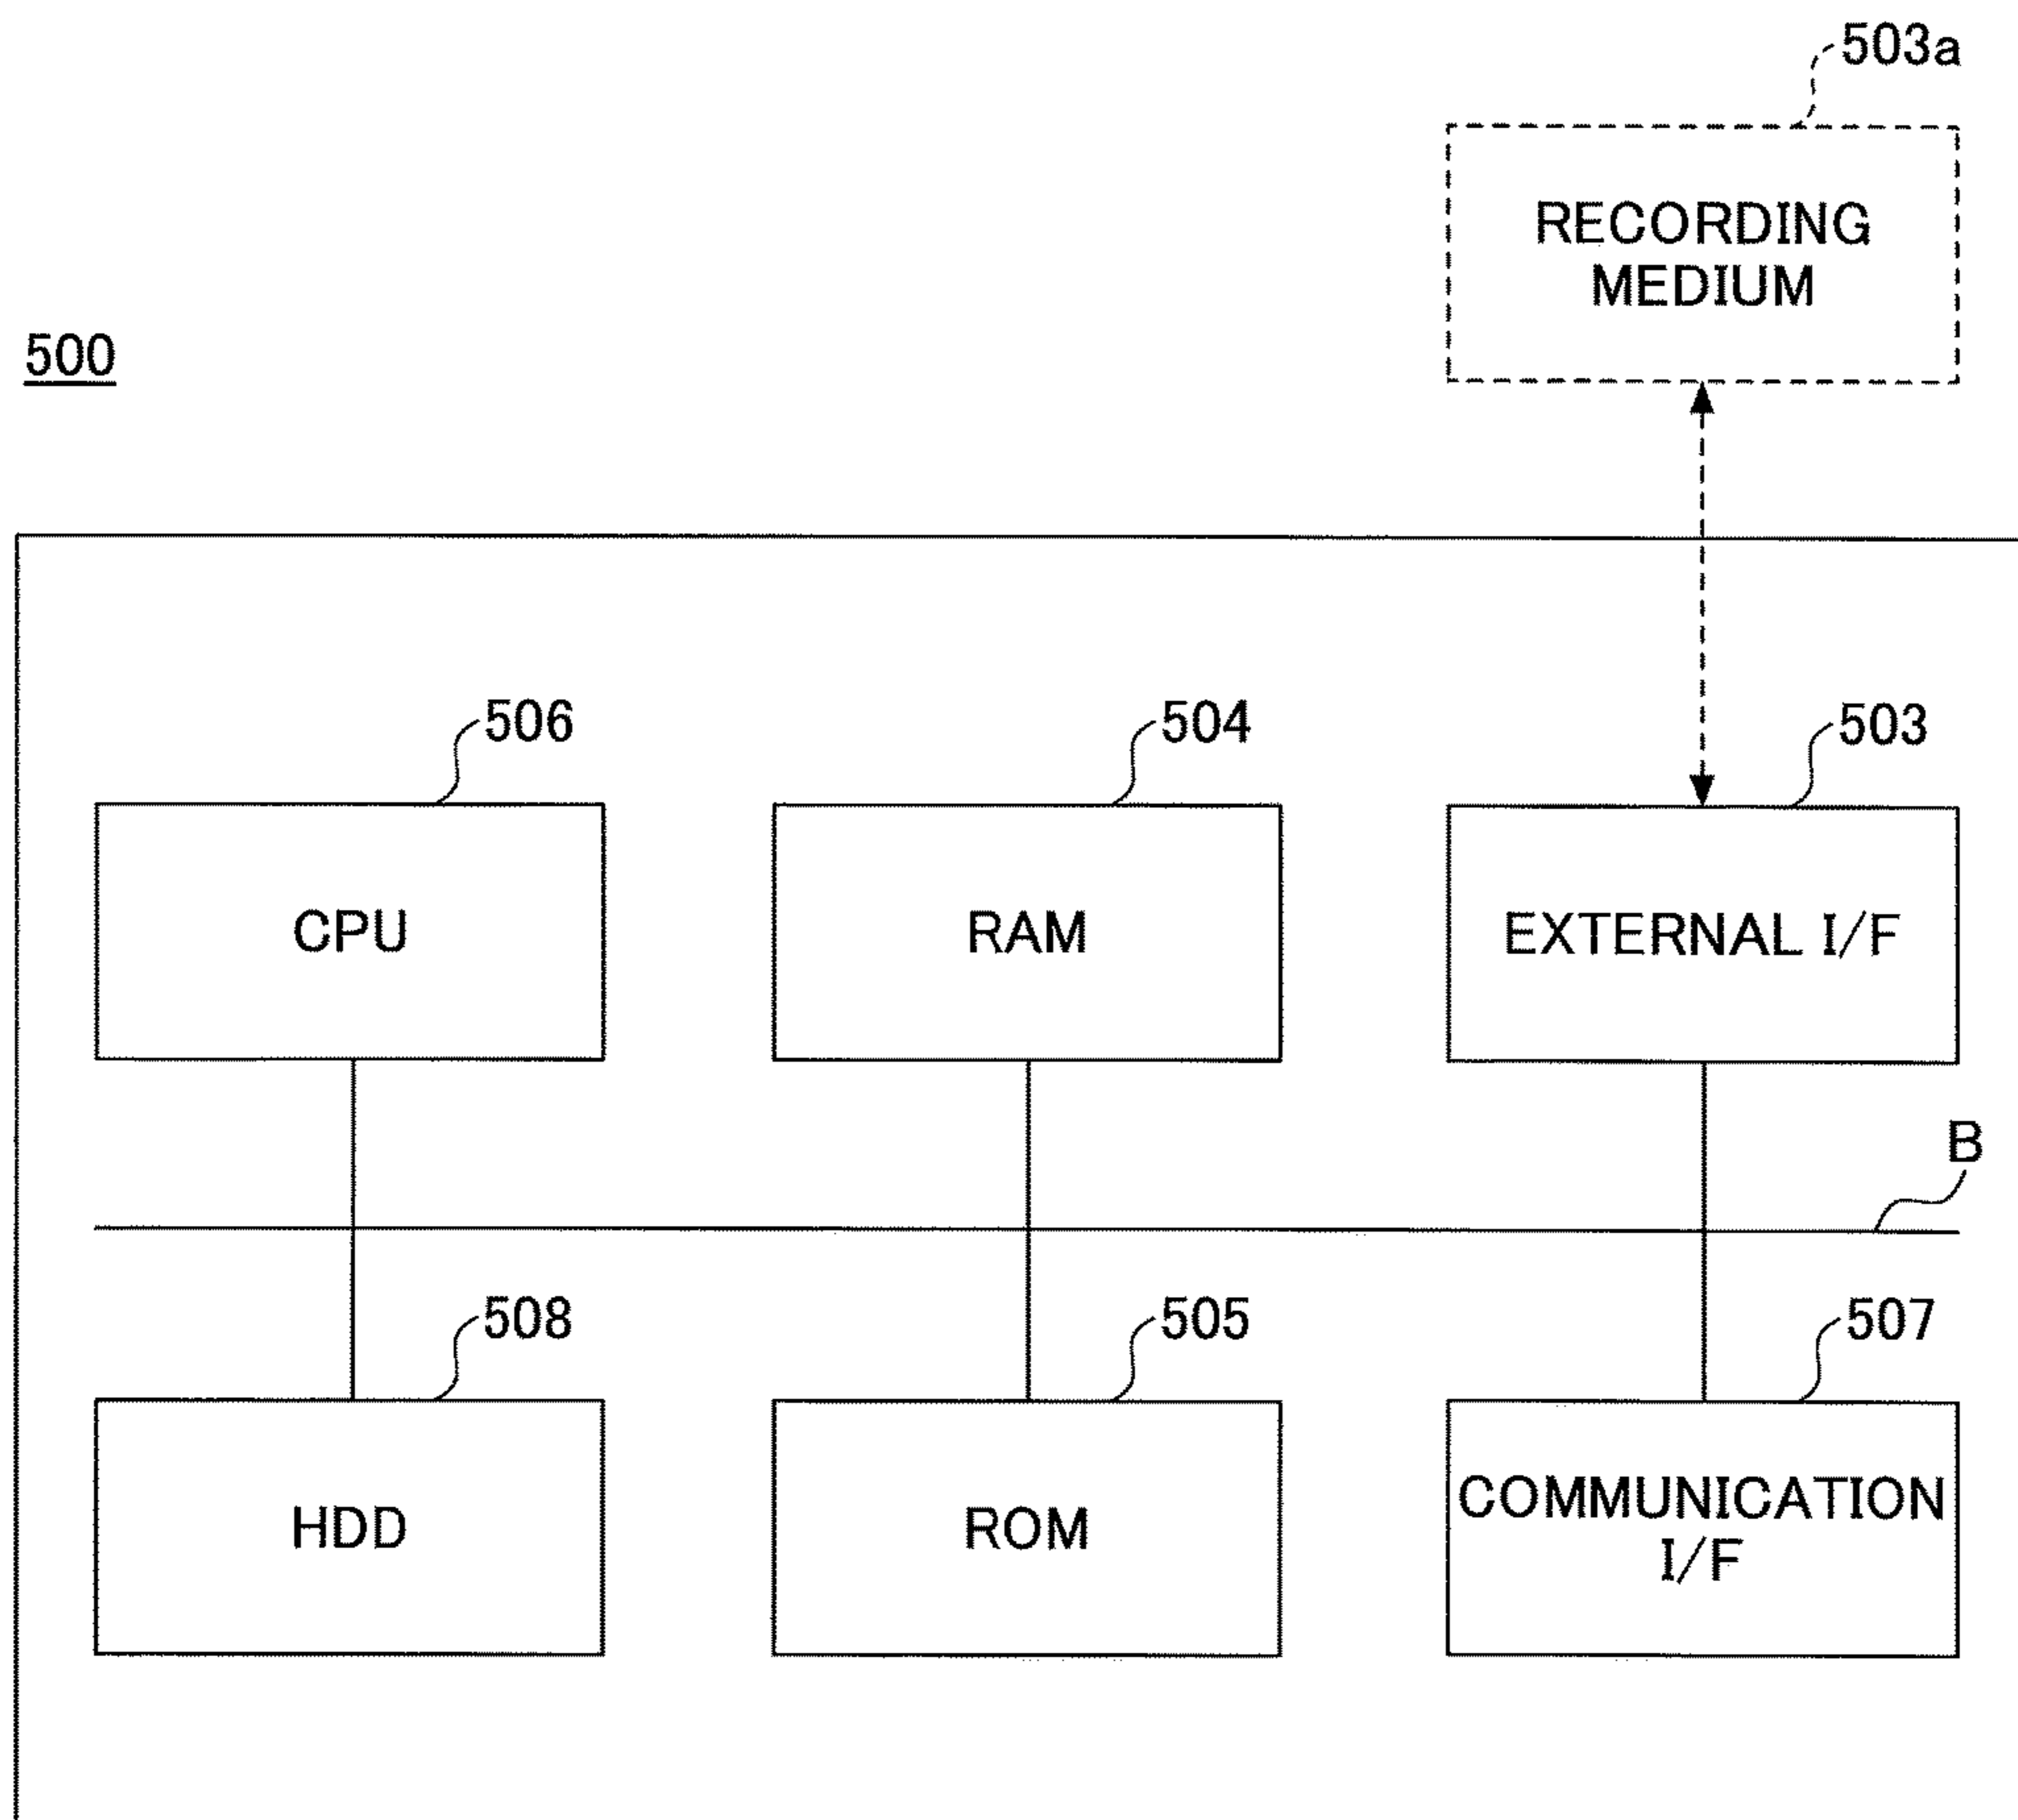 503a
RECORDING
MEDIUM
500
506
504
503
CPU
RAM
EXTERNAL I/F
B
508
505
507
HDD
ROM
COMMUNICATION
I/F